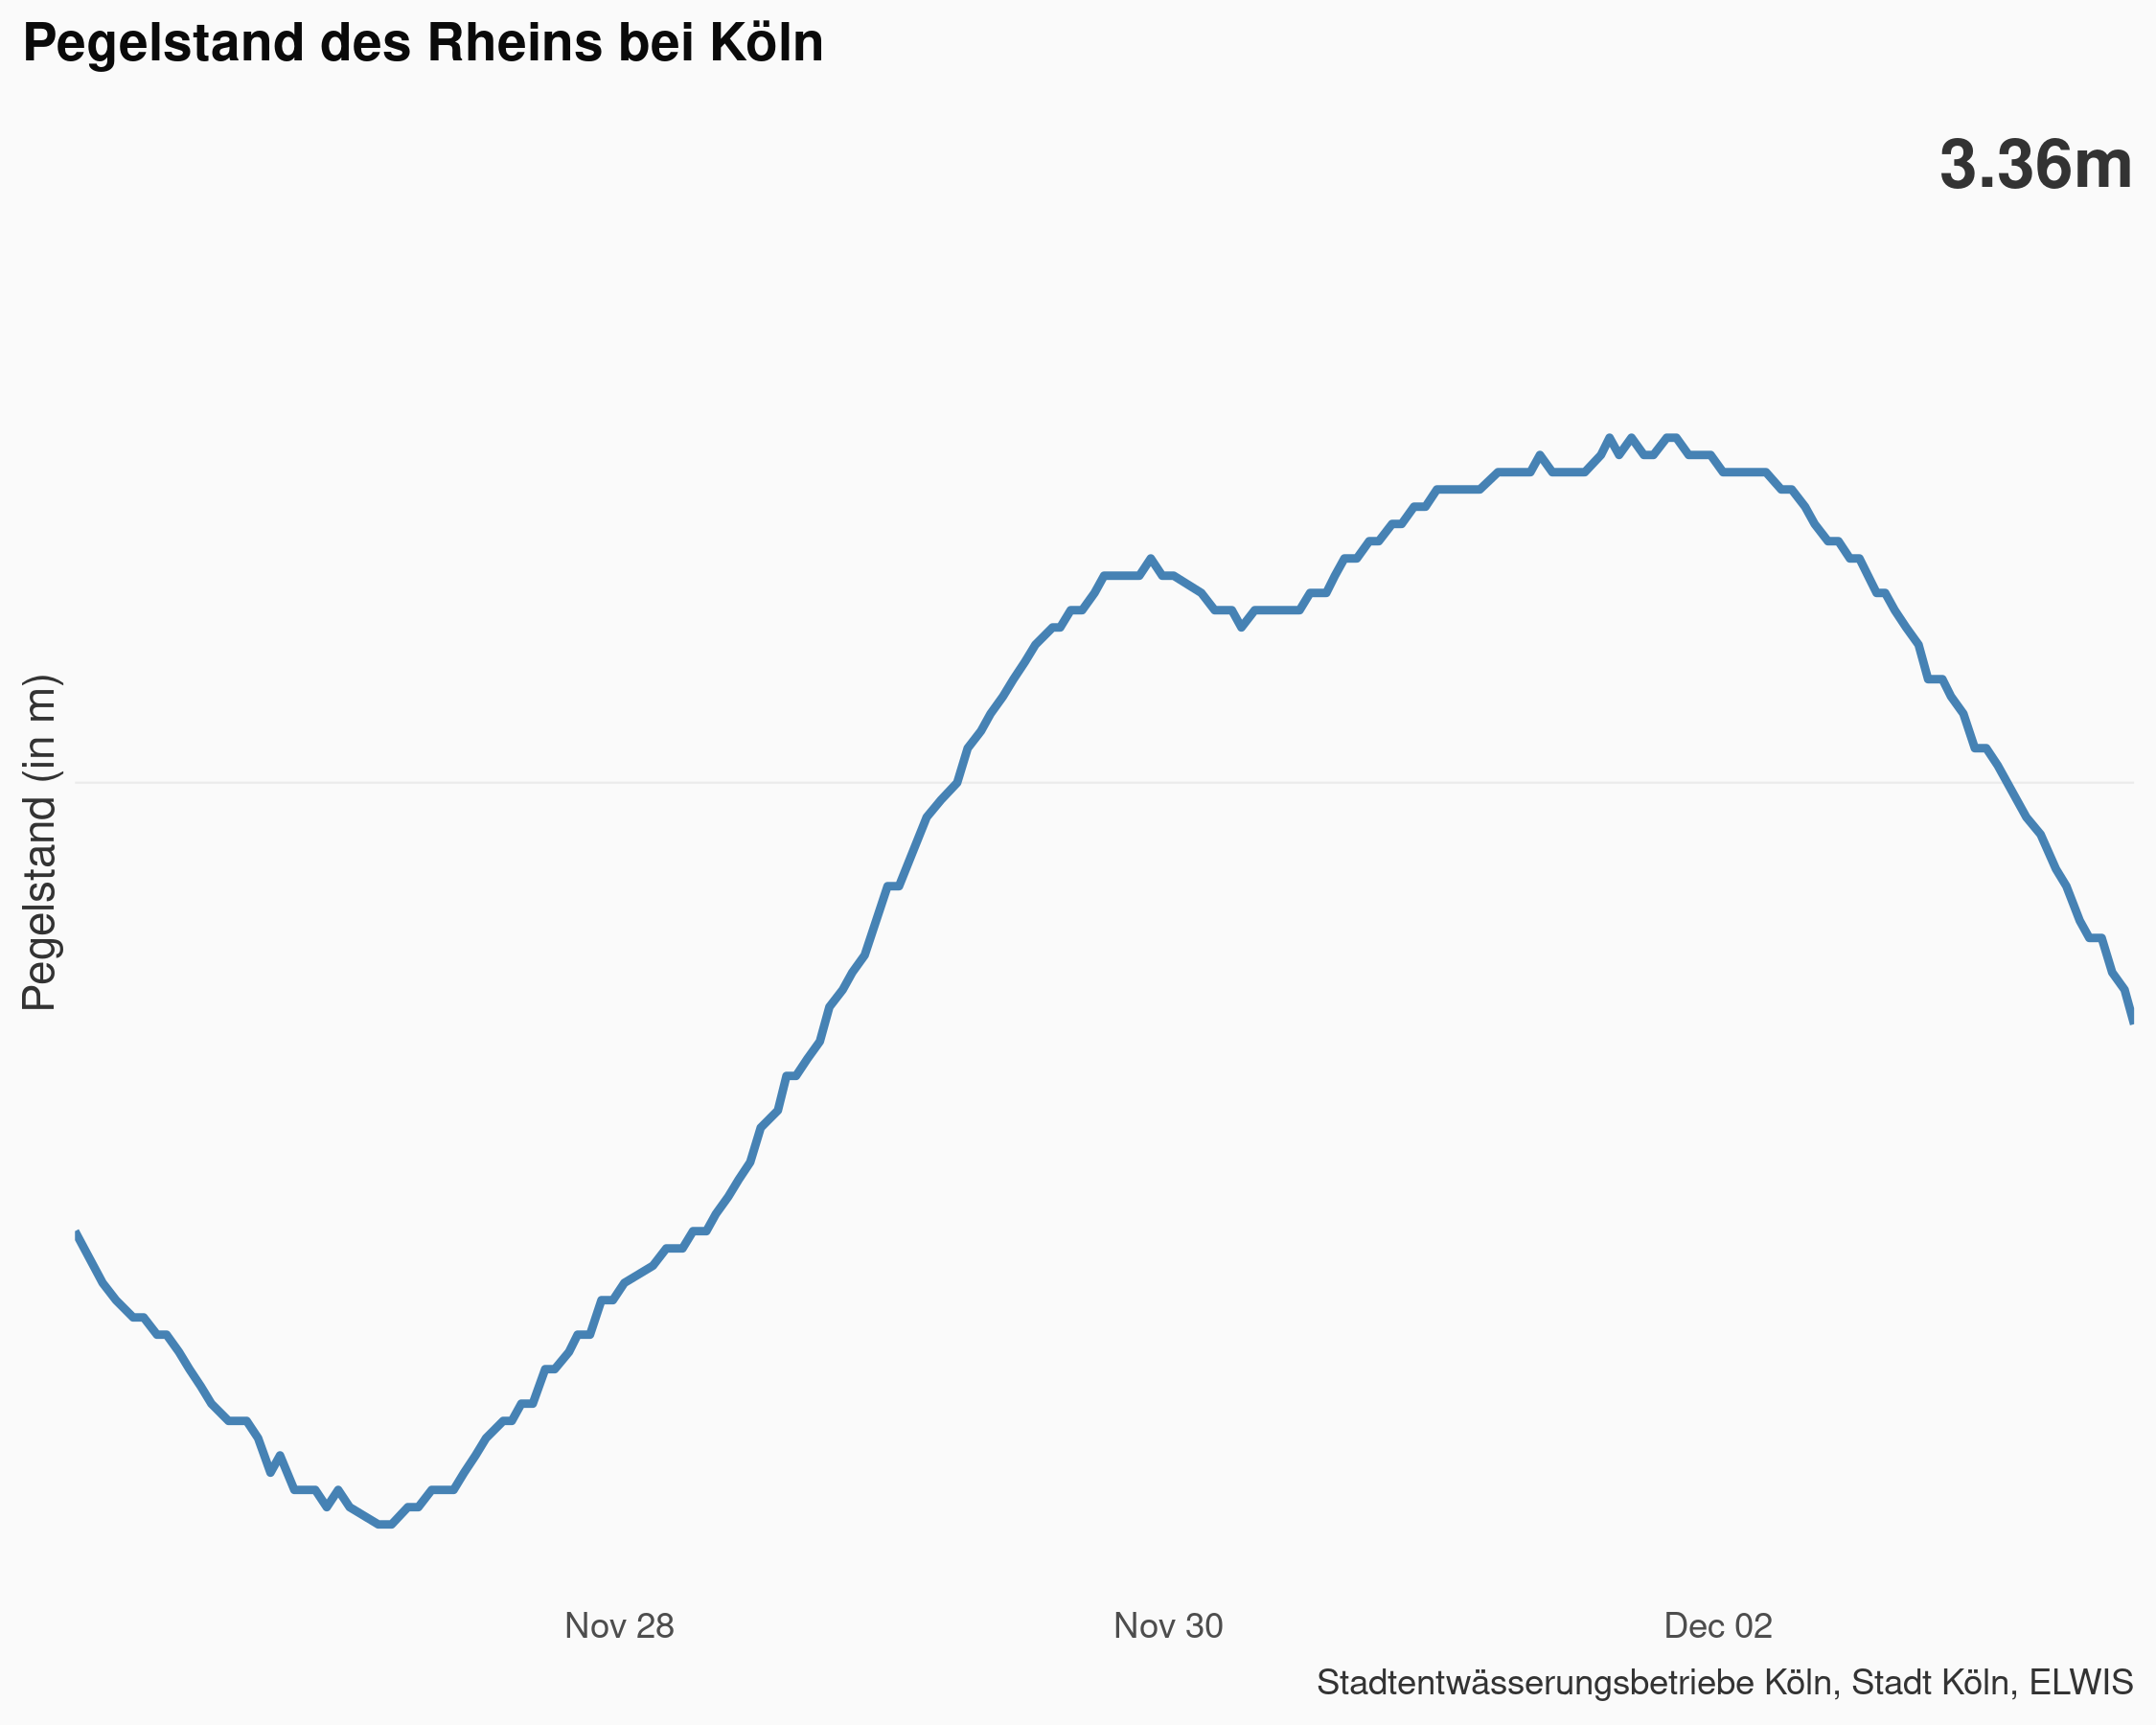 Pegelstand des Rheins bei Köln
3.36m
Pegelstand (in m)
Nov 28
Nov 30
Dec 02
Stadtentwässerungsbetriebe Köln, Stadt Köln, ELWIS